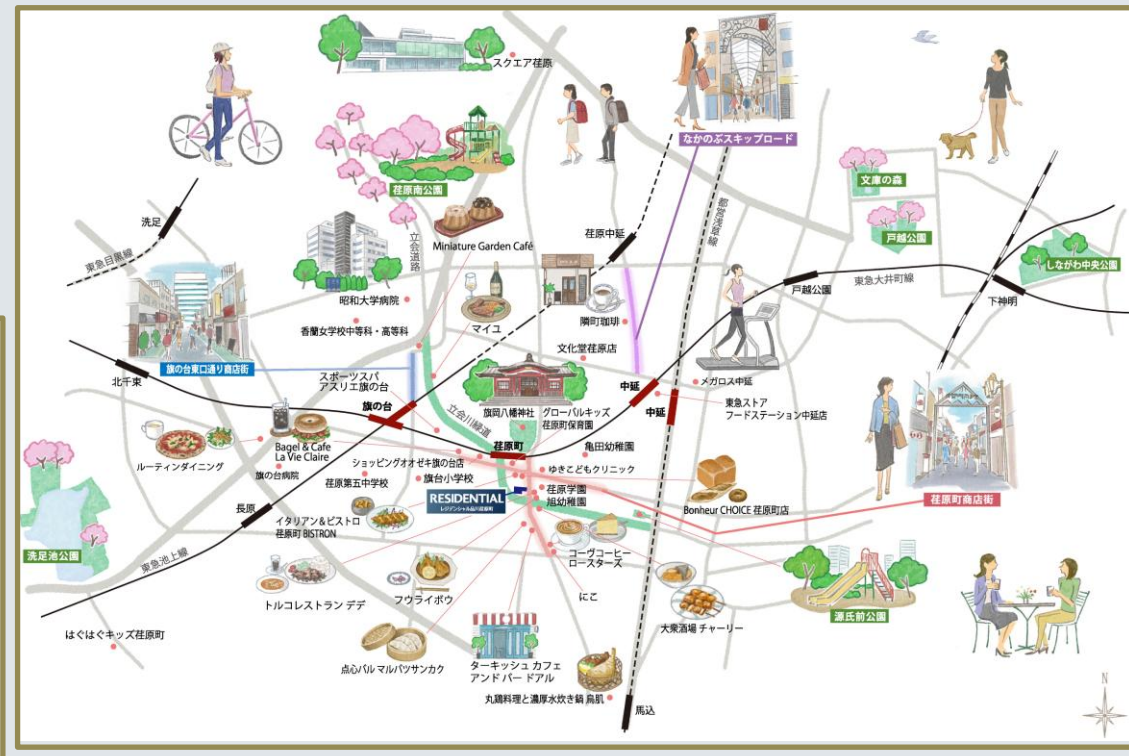 スクエア荏原
なかのぶスキップロード
文庫の森
荏原南公園
戸越公園
洗足
東急目黒線
立会道路
Miniature Garden Café
荏原中延
都営浅草線
しながわ中央公園
東急大井町線
戸越公園
下神明
昭和大学病院
マイユ
隣町珈琲
香蘭女学校中等科・高等科
文化堂荏原店
旗の台東口通り商店街
スポーツスパ
アスリエ旗の台
北千束
旗の台
立会川緑道
旗岡八幡神社
グローバルキッズ
荏原町保育園
中延
中延
メガロス中延
東急ストア
フードステーション中延店
荏原町
亀田幼稚園
ルーティンダイニング
Bagel & Cafe
La Vie Claire
旗の台病院
ショッピングオオゼキ旗の台店
ゆきこどもクリニック
荏原第五中学校
旗台小学校
荏原学園
旭幼稚園
RESIDENTIAL
レジデンシャル品川荏原町
Bonheur CHOICE 荏原町店
荏原町商店街
長原
イタリアン&ビストロ
荏原町 BISTRON
洗足池公園
東急池上線
コーヴコーヒー
ロースターズ
トルコレストラン デデ
フウライボウ
にこ
大衆酒場 チャーリー
源氏前公園
はぐはぐキッズ荏原町
点心バル マルバツサンカク
ターキッシュ カフェ
アンド バー ドアル
丸鶏料理と濃厚水炊き鍋 鳥肌
馬込
N